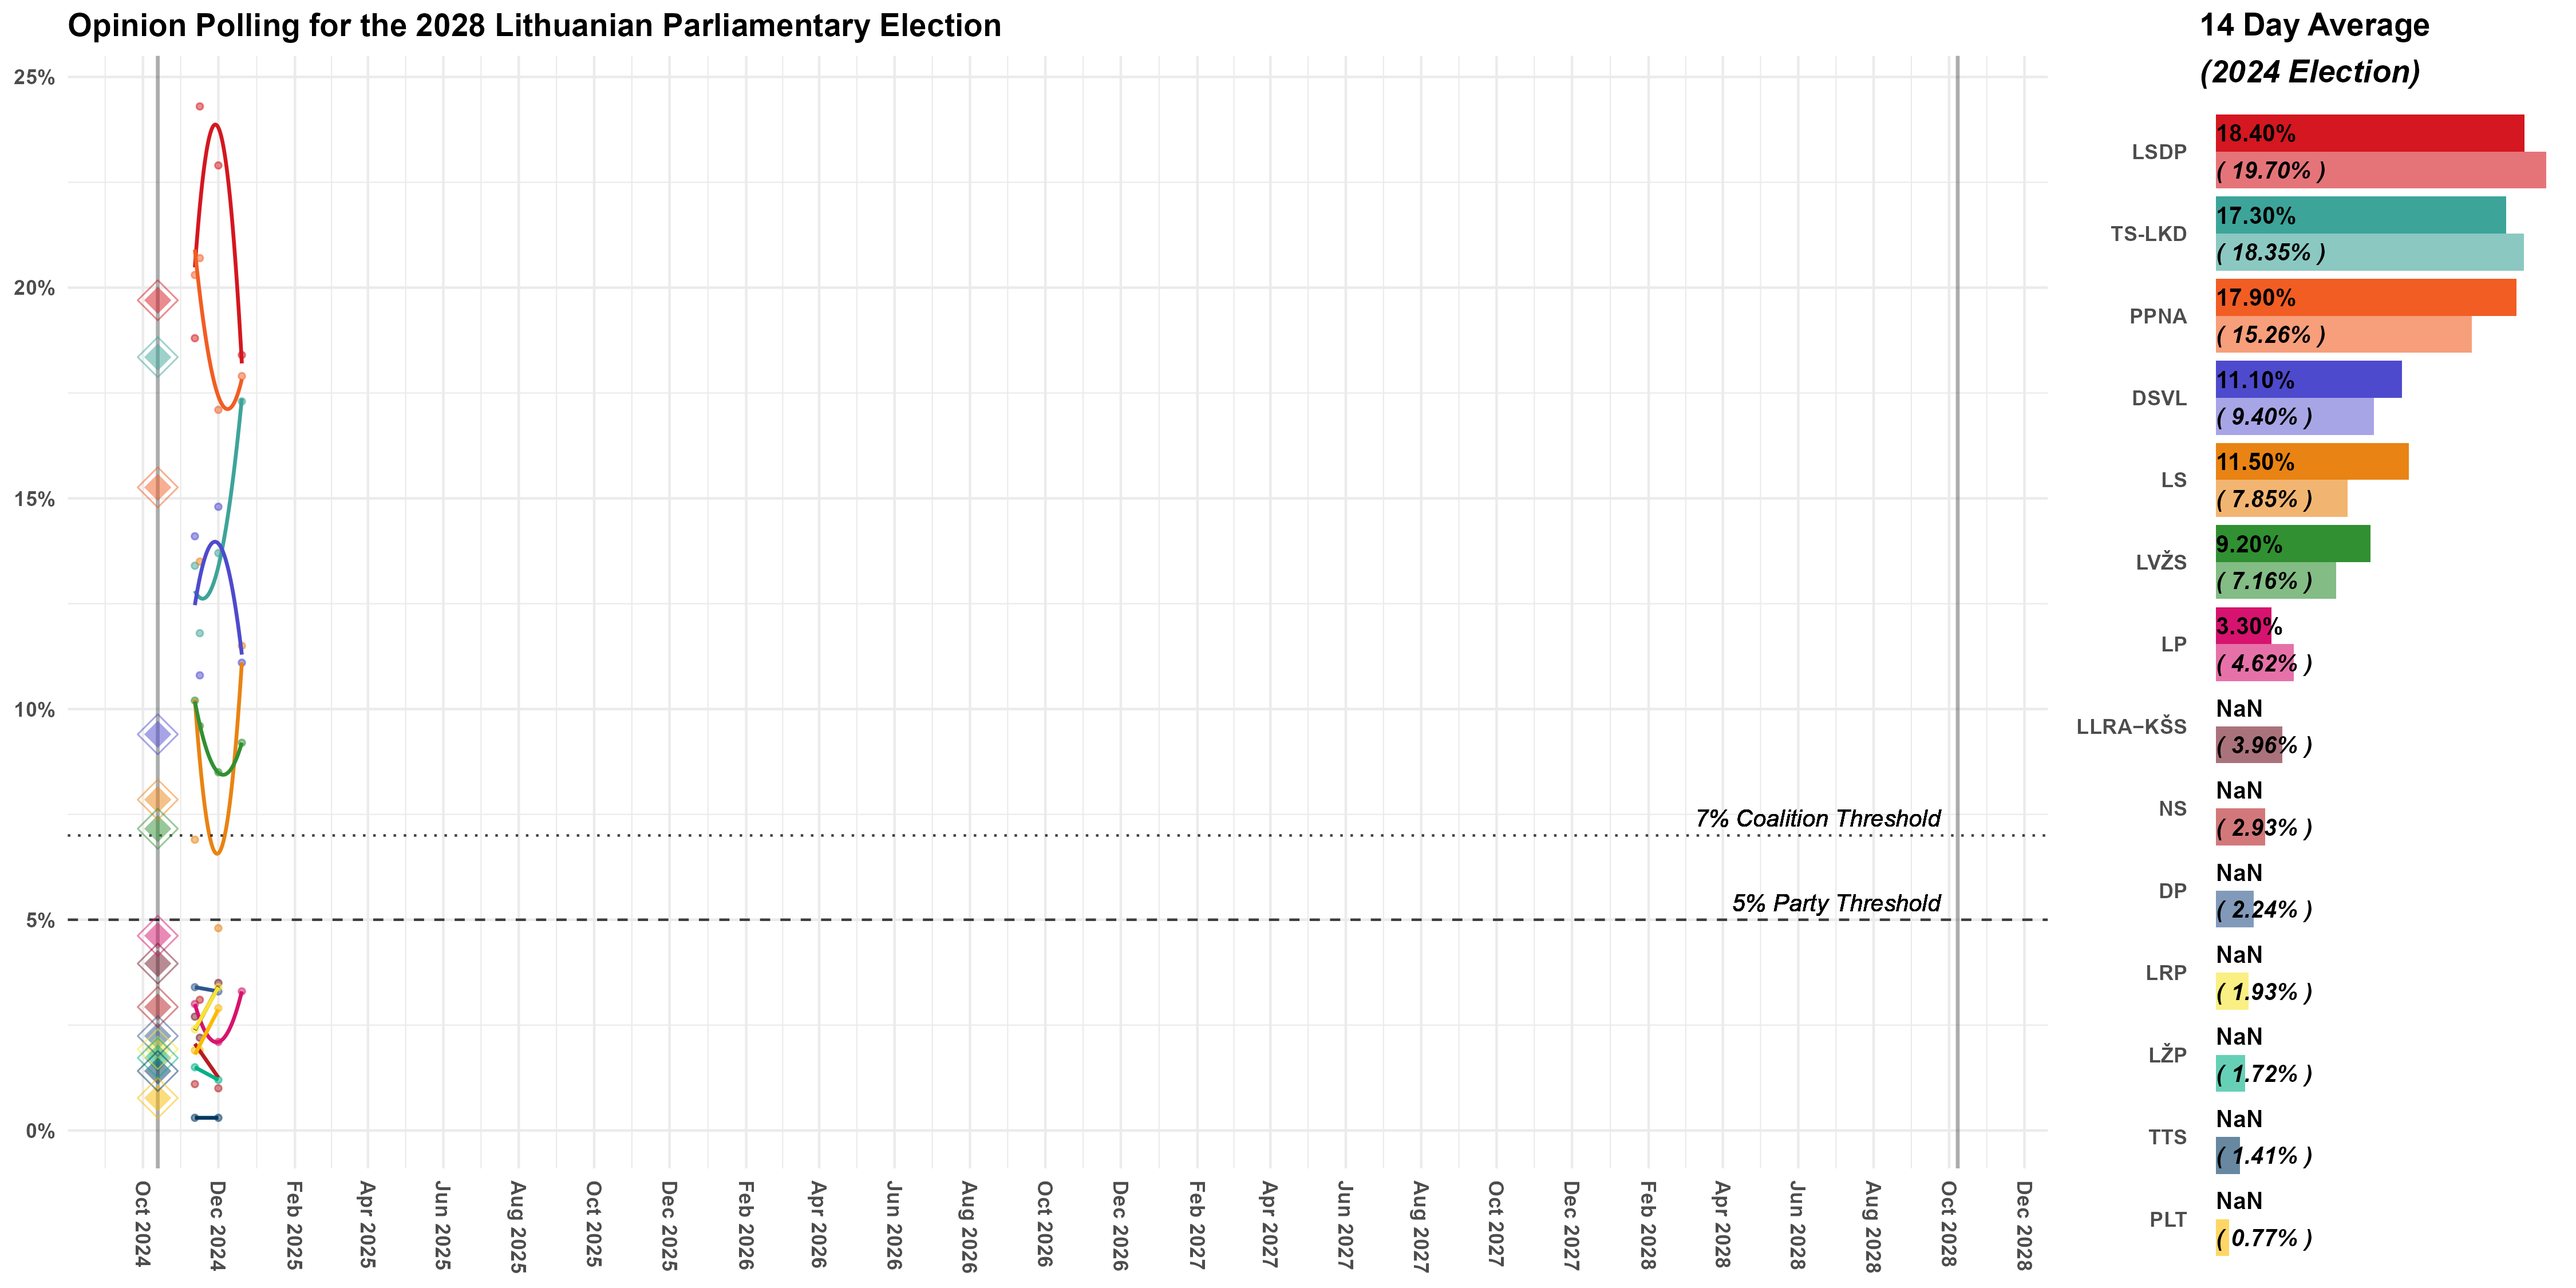 Opinion Polling for the 2028 Lithuanian Parliamentary Election
25%
20%
15%
10%
5%
0%
7% Coalition Threshold
5% Party Threshold
Oct 2024
Dec 2024
Feb 2025
Apr 2025
Jun 2025
Aug 2025
Oct 2025
Dec 2025
Feb 2026
Apr 2026
Jun 2026
Aug 2026
Oct 2026
Dec 2026
Feb 2027
Apr 2027
Jun 2027
Aug 2027
Oct 2027
Dec 2027
Feb 2028
Apr 2028
Jun 2028
Aug 2028
Oct 2028
Dec 2028
14 Day Average
(2024 Election)
LSDP
18.40%
( 19.70% )
TS-LKD
17.30%
( 18.35% )
PPNA
17.90%
( 15.26% )
DSVL
11.10%
( 9.40% )
LS
11.50%
( 7.85% )
LVŽS
9.20%
( 7.16% )
LP
3.30%
( 4.62% )
LLRA–KŠS
NaN
( 3.96% )
NS
NaN
( 2.93% )
DP
NaN
( 2.24% )
LRP
NaN
( 1.93% )
LŽP
NaN
( 1.72% )
TTS
NaN
( 1.41% )
PLT
NaN
( 0.77% )